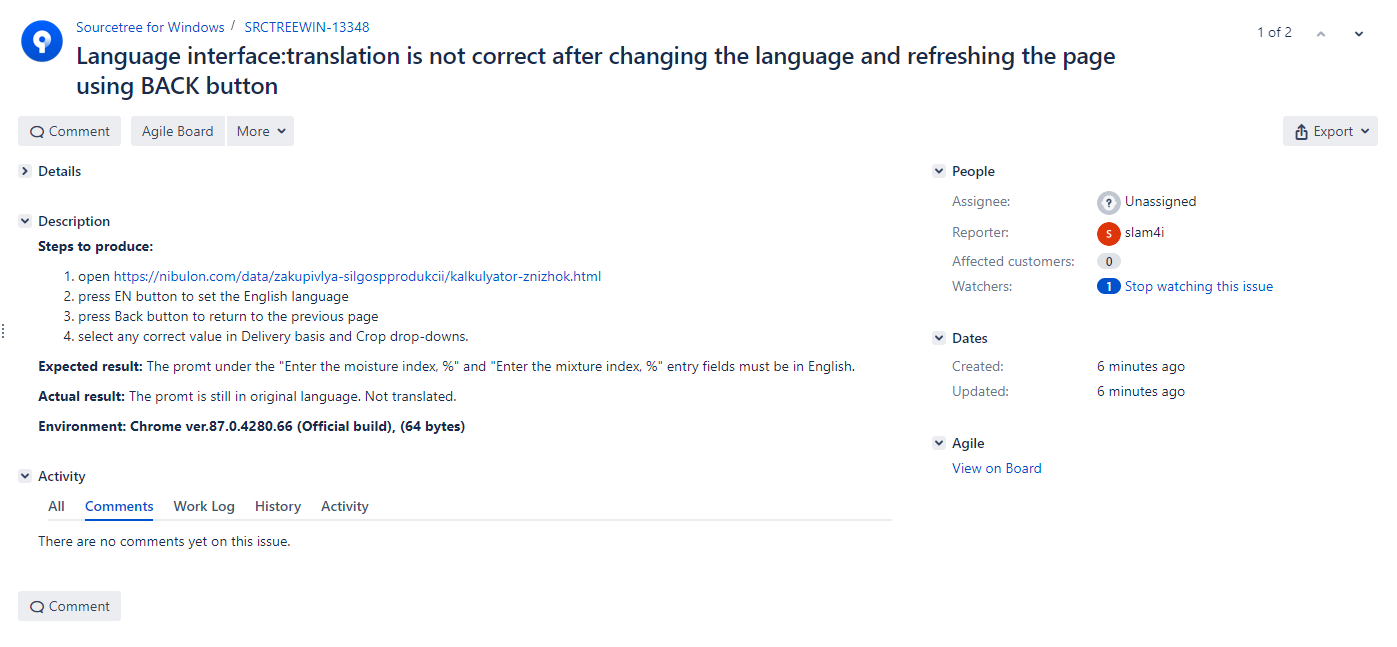 Sourcetree for Windows / SRCTREEWIN-13348
1 of 2
Language interface:translation is not correct after changing the language and refreshing the page
using BACK button
Comment
Agile Board
More
Export
Details
Description
Steps to produce:
1. open https://nibulon.com/data/zakupivlya-silgospprodukcii/kalkulyator-znizhok.html
2. press EN button to set the English language
3. press Back button to return to the previous page
4. select any correct value in Delivery basis and Crop drop-downs.
Expected result: The promt under the "Enter the moisture index, %" and "Enter the mixture index, %" entry fields must be in English.
Actual result: The promt is still in original language. Not translated.
Environment: Chrome ver.87.0.4280.66 (Official build), (64 bytes)
Activity
All Comments Work Log History Activity
There are no comments yet on this issue.
Comment
People
Assignee: ? Unassigned
Reporter: S slam4i
Affected customers: 0
Watchers: 1 Stop watching this issue
Dates
Created: 6 minutes ago
Updated: 6 minutes ago
Agile
View on Board